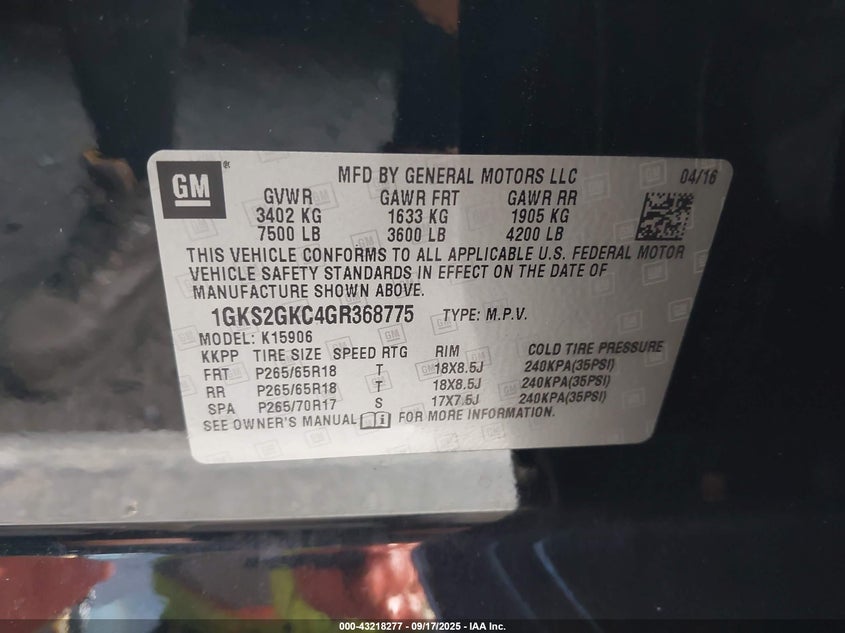 GM
MFD BY GENERAL MOTORS LLC 04/16
GVWR GAWR FRT GAWR RR
3402 KG 1633 KG 1905 KG
7500 LB 3600 LB 4200 LB
THIS VEHICLE CONFORMS TO ALL APPLICABLE U.S. FEDERAL MOTOR
VEHICLE SAFETY STANDARDS IN EFFECT ON THE DATE OF
MANUFACTURE SHOWN ABOVE.
1GKS2GKC4GR368775 TYPE: M.P.V.
MODEL: K15906
KKPP TIRE SIZE SPEED RTG RIM COLD TIRE PRESSURE
FRT P265/65R18 T 18X8.5J 240KPA(35PSI)
RR P265/65R18 T 18X8.5J 240KPA(35PSI)
SPA P265/70R17 S 17X7.5J 240KPA(35PSI)
SEE OWNER'S MANUAL FOR MORE INFORMATION.
000-43218277 — 09/17/2025 — IAA Inc.